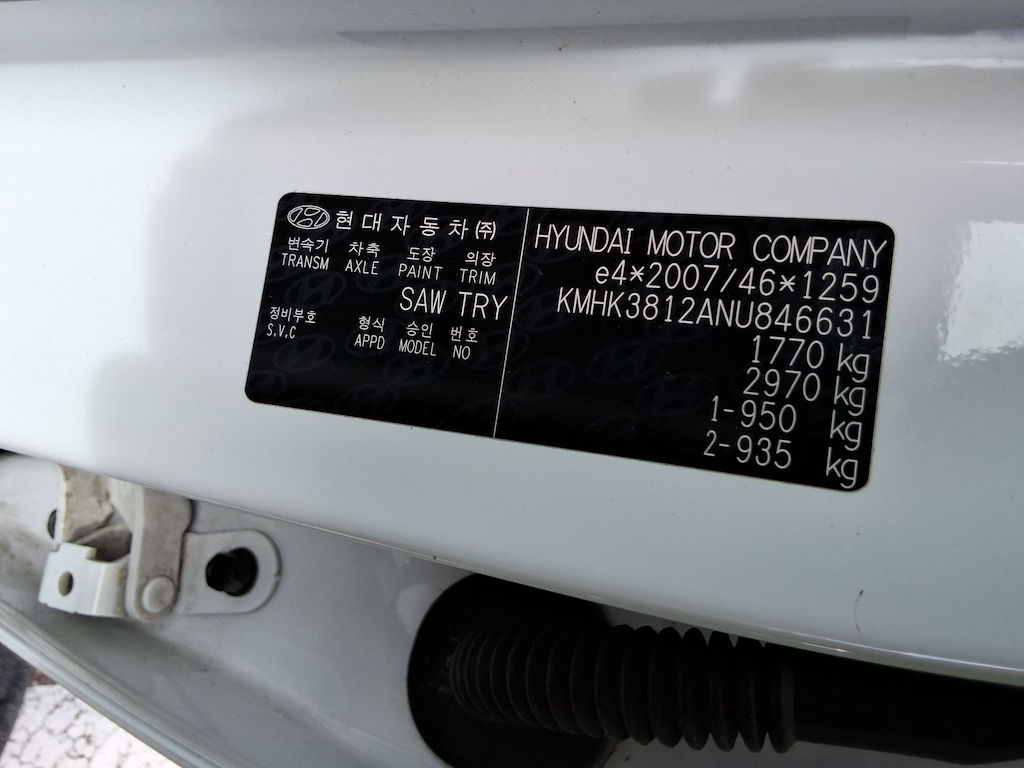 현대자동차(주)
변속기 차축 도장 의장
TRANSM AXLE PAINT TRIM
SAW TRY
정비부호 형식 승인 번호
S.V.C APPD MODEL NO
HYUNDAI MOTOR COMPANY
e4*2007/46*1259
KMHK3812ANU846631
1770 kg
2970 kg
1-950 kg
2-935 kg